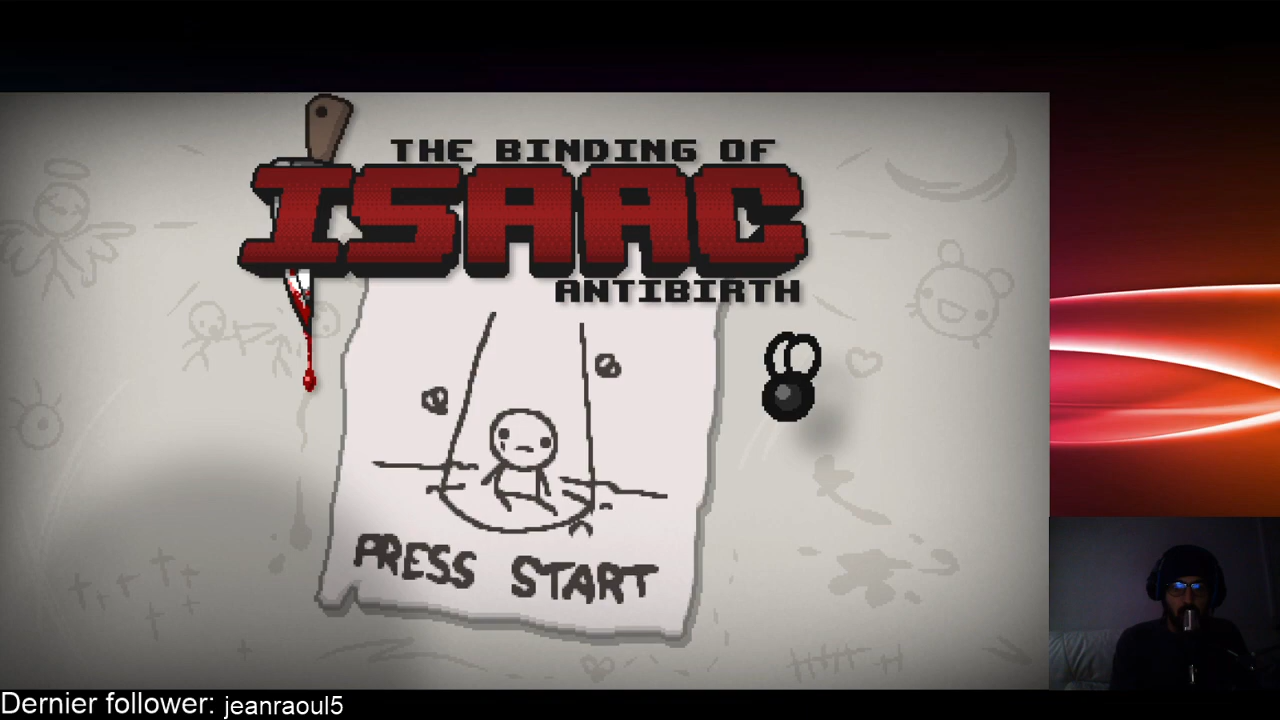 THE BINDING OF
ISAAC
ANTIBIRTH
PRESS START
Dernier follower: jeanraoul5